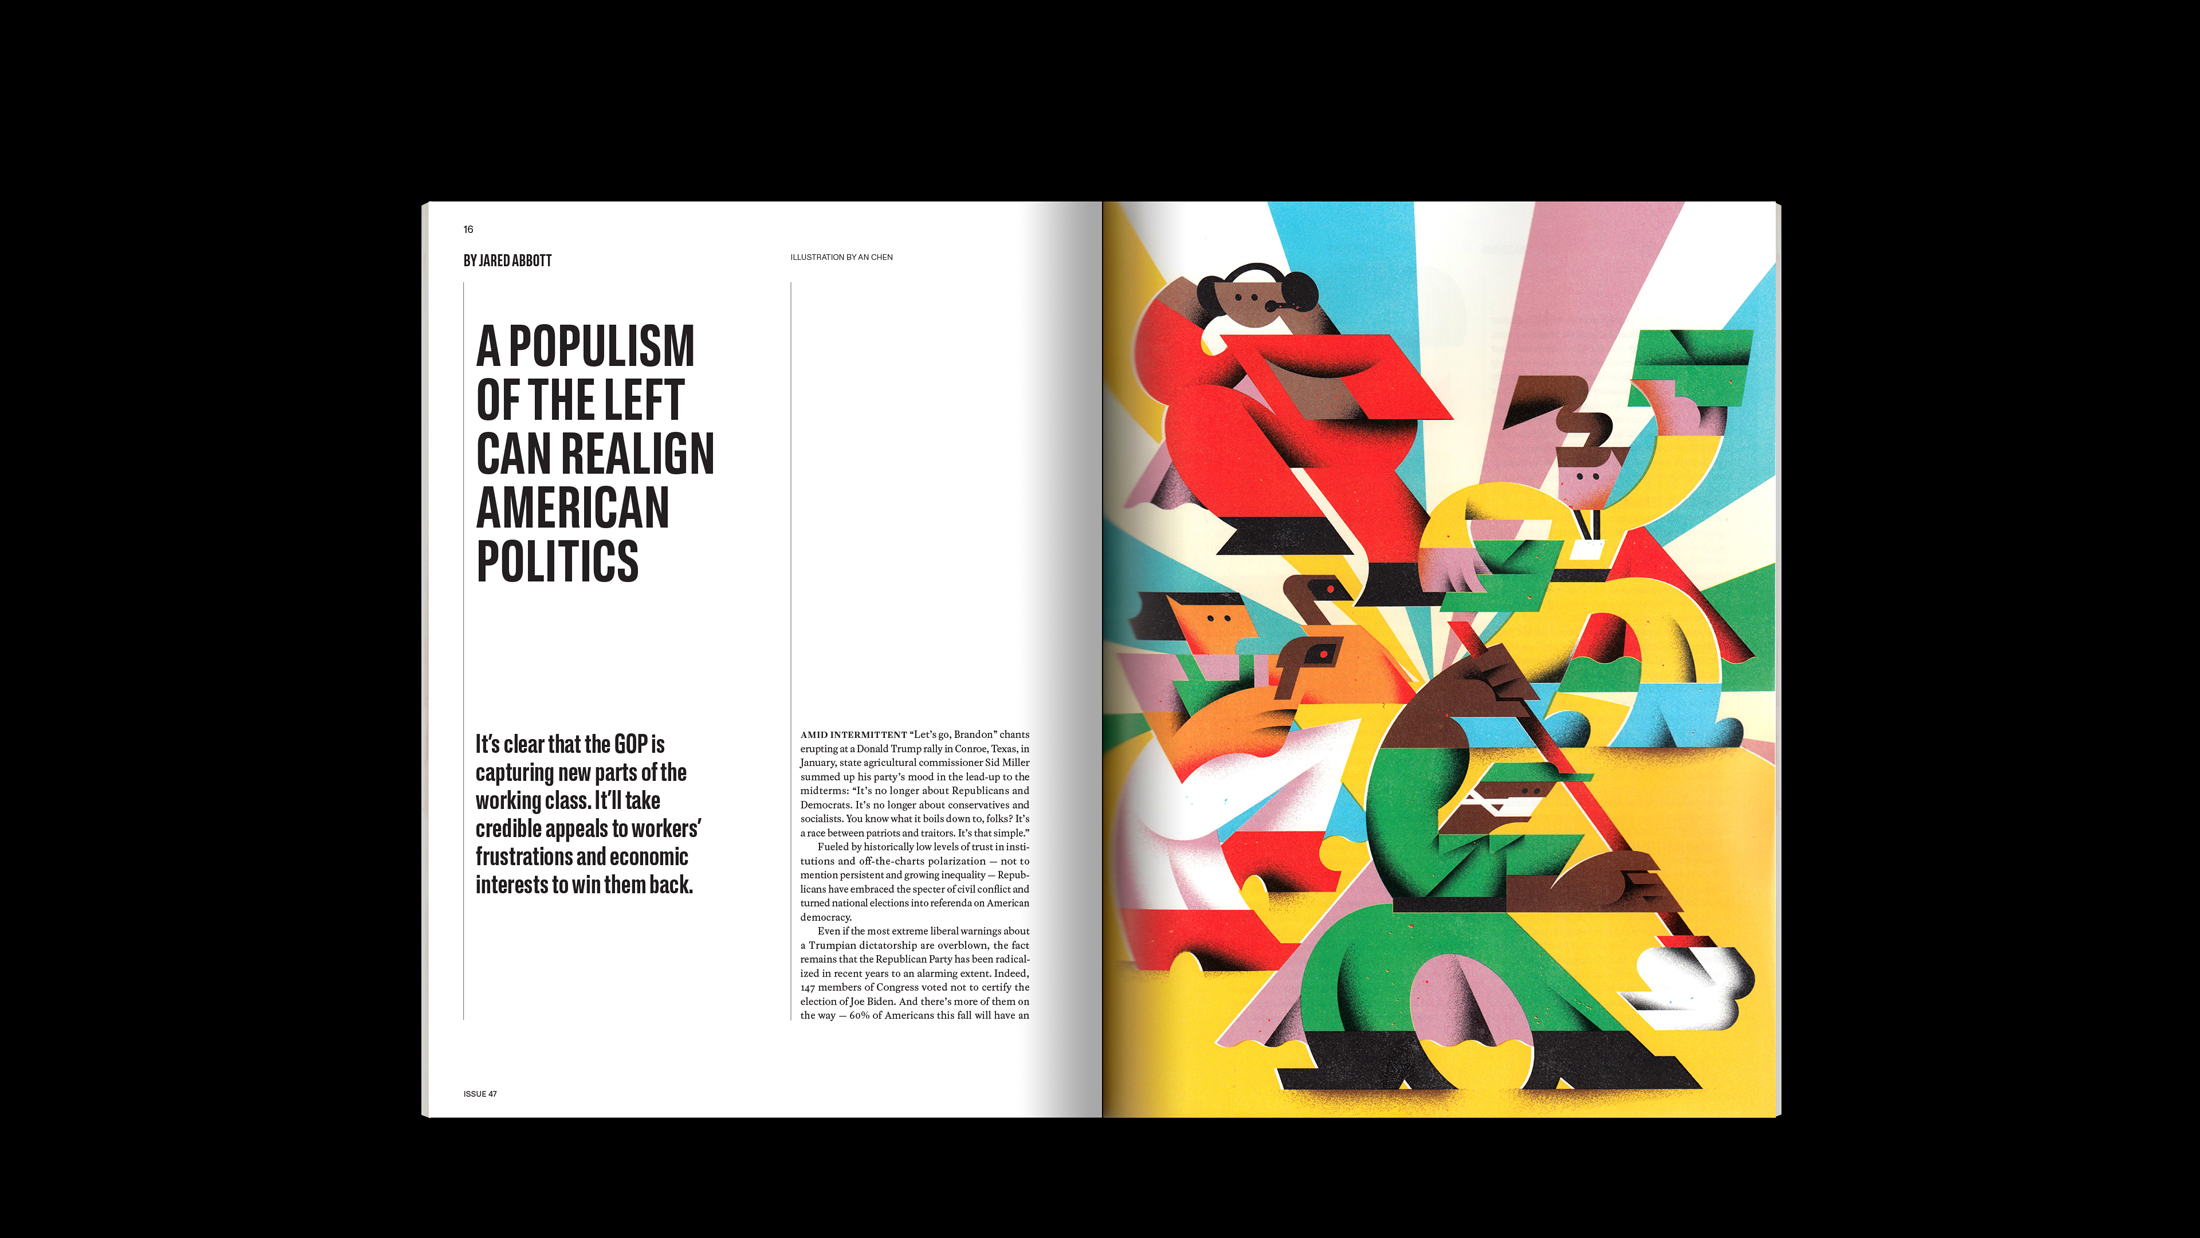 16
BY JARED ABBOTT
ILLUSTRATION BY AN CHEN
A POPULISM
OF THE LEFT
CAN REALIGN
AMERICAN
POLITICS
It’s clear that the GOP is
capturing new parts of the
working class. It’ll take
credible appeals to workers’
frustrations and economic
interests to win them back.
AMID INTERMITTENT “Let’s go, Brandon” chants
erupting at a Donald Trump rally in Conroe, Texas, in
January, state agricultural commissioner Sid Miller
summed up his party’s mood in the lead-up to the
midterms: “It’s no longer about Republicans and
Democrats. It’s no longer about conservatives and
socialists. You know what it boils down to, folks? It’s
a race between patriots and traitors. It’s that simple.”
Fueled by historically low levels of trust in insti-
tutions and off-the-charts polarization — not to
mention persistent and growing inequality — Repub-
licans have embraced the specter of civil conflict and
turned national elections into referenda on American
democracy.
Even if the most extreme liberal warnings about
a Trumpian dictatorship are overblown, the fact
remains that the Republican Party has been radical-
ized in recent years to an alarming extent. Indeed,
147 members of Congress voted not to certify the
election of Joe Biden. And there’s more of them on
the way — 60% of Americans this fall will have an
ISSUE 47